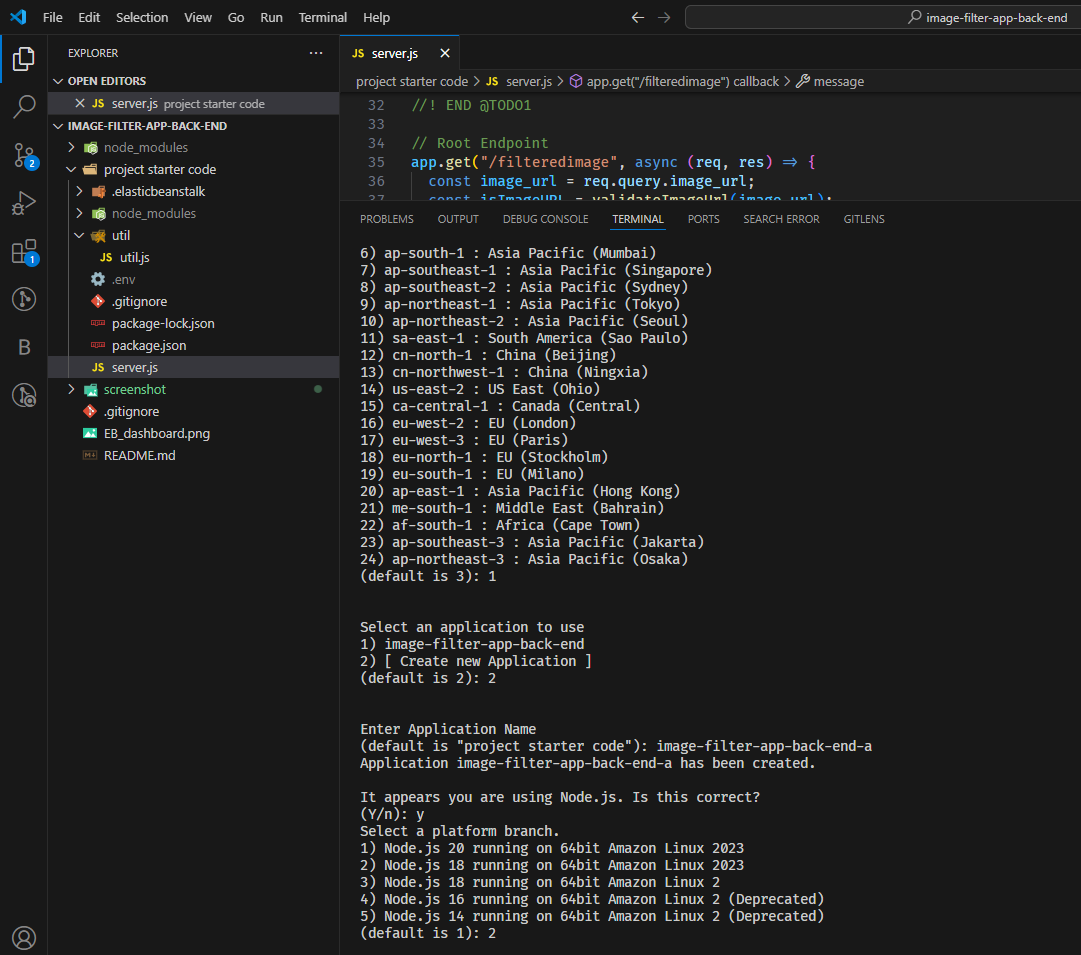 File Edit Selection View Go Run Terminal Help
image-filter-app-back-end
EXPLORER
OPEN EDITORS
JS server.js project starter code
IMAGE-FILTER-APP-BACK-END
node_modules
project starter code
.elasticbeanstalk
node_modules
util
JS util.js
.env
.gitignore
package-lock.json
package.json
JS server.js
screenshot
.gitignore
EB_dashboard.png
README.md
2
1
B
JS server.js
project starter code > JS server.js > app.get("/filteredimage") callback > message
32 //! END @TODO1
33
34 // Root Endpoint
35 app.get("/filteredimage", async (req, res) => {
36 const image_url = req.query.image_url;
37 const isImageURL = validateImageUrl(image_url);
PROBLEMS OUTPUT DEBUG CONSOLE TERMINAL PORTS SEARCH ERROR GITLENS
6) ap-south-1 : Asia Pacific (Mumbai)
7) ap-southeast-1 : Asia Pacific (Singapore)
8) ap-southeast-2 : Asia Pacific (Sydney)
9) ap-northeast-1 : Asia Pacific (Tokyo)
10) ap-northeast-2 : Asia Pacific (Seoul)
11) sa-east-1 : South America (Sao Paulo)
12) cn-north-1 : China (Beijing)
13) cn-northwest-1 : China (Ningxia)
14) us-east-2 : US East (Ohio)
15) ca-central-1 : Canada (Central)
16) eu-west-2 : EU (London)
17) eu-west-3 : EU (Paris)
18) eu-north-1 : EU (Stockholm)
19) eu-south-1 : EU (Milano)
20) ap-east-1 : Asia Pacific (Hong Kong)
21) me-south-1 : Middle East (Bahrain)
22) af-south-1 : Africa (Cape Town)
23) ap-southeast-3 : Asia Pacific (Jakarta)
24) ap-northeast-3 : Asia Pacific (Osaka)
(default is 3): 1
Select an application to use
1) image-filter-app-back-end
2) [ Create new Application ]
(default is 2): 2
Enter Application Name
(default is "project starter code"): image-filter-app-back-end-a
Application image-filter-app-back-end-a has been created.
It appears you are using Node.js. Is this correct?
(Y/n): y
Select a platform branch.
1) Node.js 20 running on 64bit Amazon Linux 2023
2) Node.js 18 running on 64bit Amazon Linux 2023
3) Node.js 18 running on 64bit Amazon Linux 2
4) Node.js 16 running on 64bit Amazon Linux 2 (Deprecated)
5) Node.js 14 running on 64bit Amazon Linux 2 (Deprecated)
(default is 1): 2